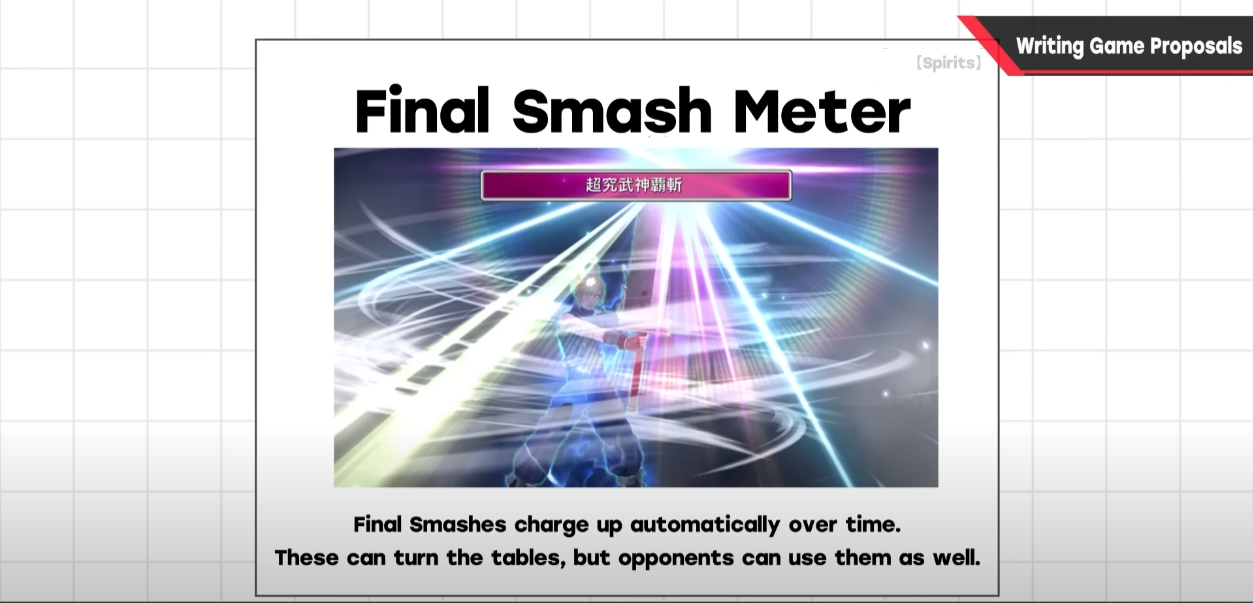 Writing Game Proposals
[Spirits]
Final Smash Meter
超究武神覇斬
Final Smashes charge up automatically over time.
These can turn the tables, but opponents can use them as well.